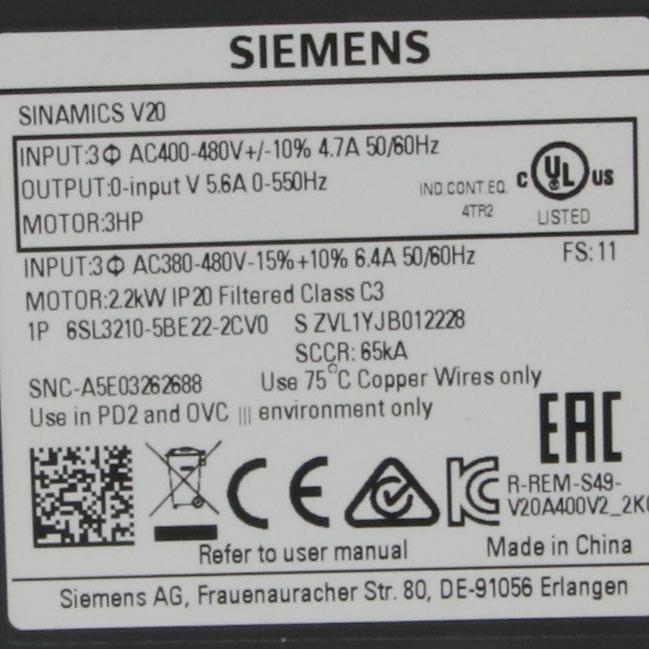 SIEMENS
SINAMICS V20
INPUT:3Φ AC400-480V+/-10% 4.7A 50/60Hz
OUTPUT:0-input V 5.6A 0-550Hz
IND.CONT.EQ.
4TR2
C UL US
LISTED
MOTOR:3HP
INPUT:3Φ AC380-480V-15%+10% 6.4A 50/60Hz
FS: 11
MOTOR:2.2kW IP20 Filtered Class C3
1P 6SL3210-5BE22-2CV0 S ZVL1YJB012228
SCCR: 65kA
SNC-A5E03262688 Use 75°C Copper Wires only
Use in PD2 and OVC III environment only
EAC
CE
KC
R-REM-S49-
V20A400V2_2K
Refer to user manual Made in China
Siemens AG, Frauenauracher Str. 80, DE-91056 Erlangen